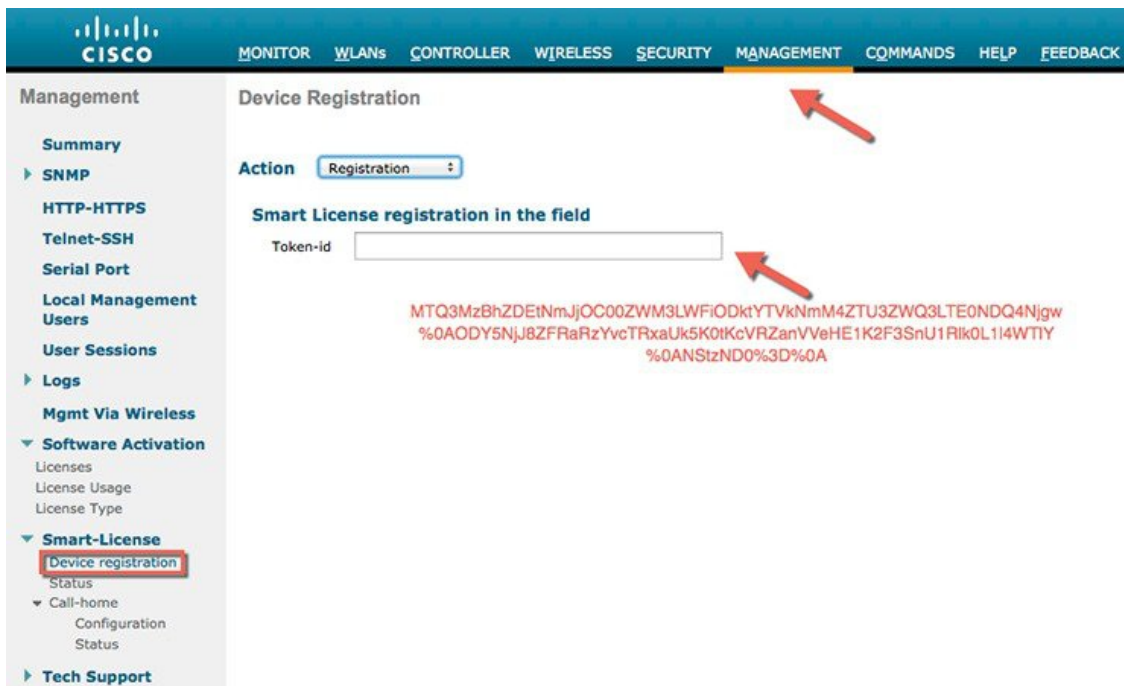 CISCO
MONITOR WLANs CONTROLLER WIRELESS SECURITY MANAGEMENT COMMANDS HELP FEEDBACK
Management
Summary
SNMP
HTTP-HTTPS
Telnet-SSH
Serial Port
Local Management
Users
User Sessions
Logs
Mgmt Via Wireless
Software Activation
Licenses
License Usage
License Type
Smart-License
Device registration
Status
Call-home
Configuration
Status
Tech Support
Device Registration
Action Registration
Smart License registration in the field
Token-id
MTQ3MzBhZDEtNmJjOC00ZWM3LWFiODktYTVkNmM4ZTU3ZWQ3LTE0NDQ4Njgw
%0AODY5NjJ8ZFRaRzYvcTRxaUk5K0tKcVRZanVVeHE1K2F3SnU1Rlk0L1l4WTlY
%0ANStzND0%3D%0A